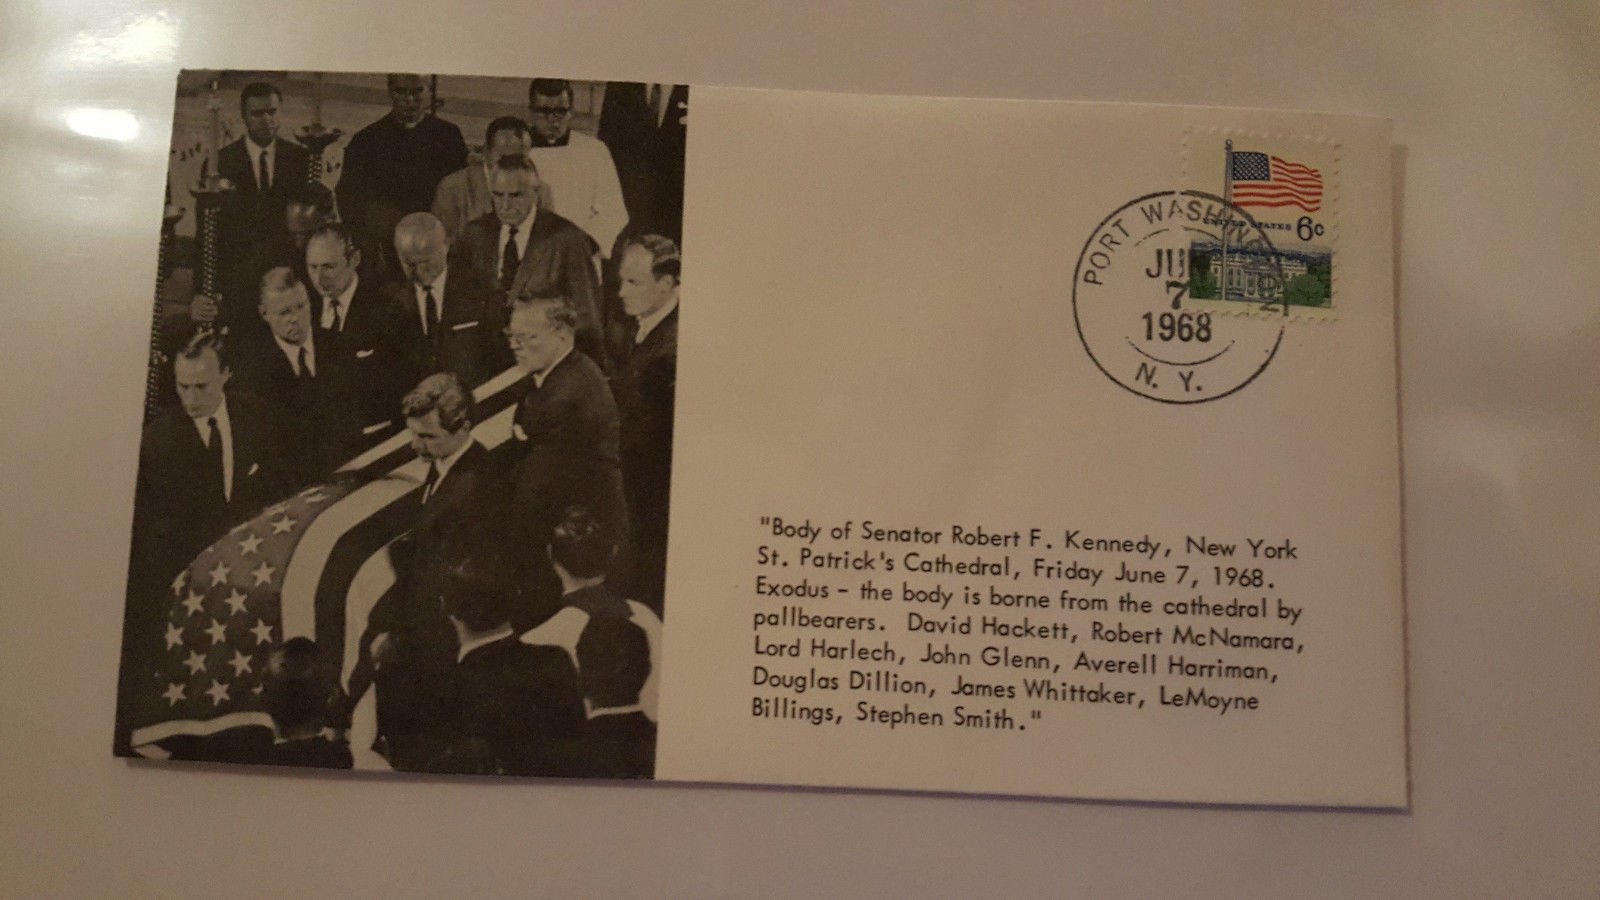 UNITED STATES 6c
PORT WASHINGTON
JUN
7
1968
N. Y.
"Body of Senator Robert F. Kennedy, New York
St. Patrick's Cathedral, Friday June 7, 1968.
Exodus - the body is borne from the cathedral by
pallbearers. David Hackett, Robert McNamara,
Lord Harlech, John Glenn, Averell Harriman,
Douglas Dillion, James Whittaker, LeMoyne
Billings, Stephen Smith."